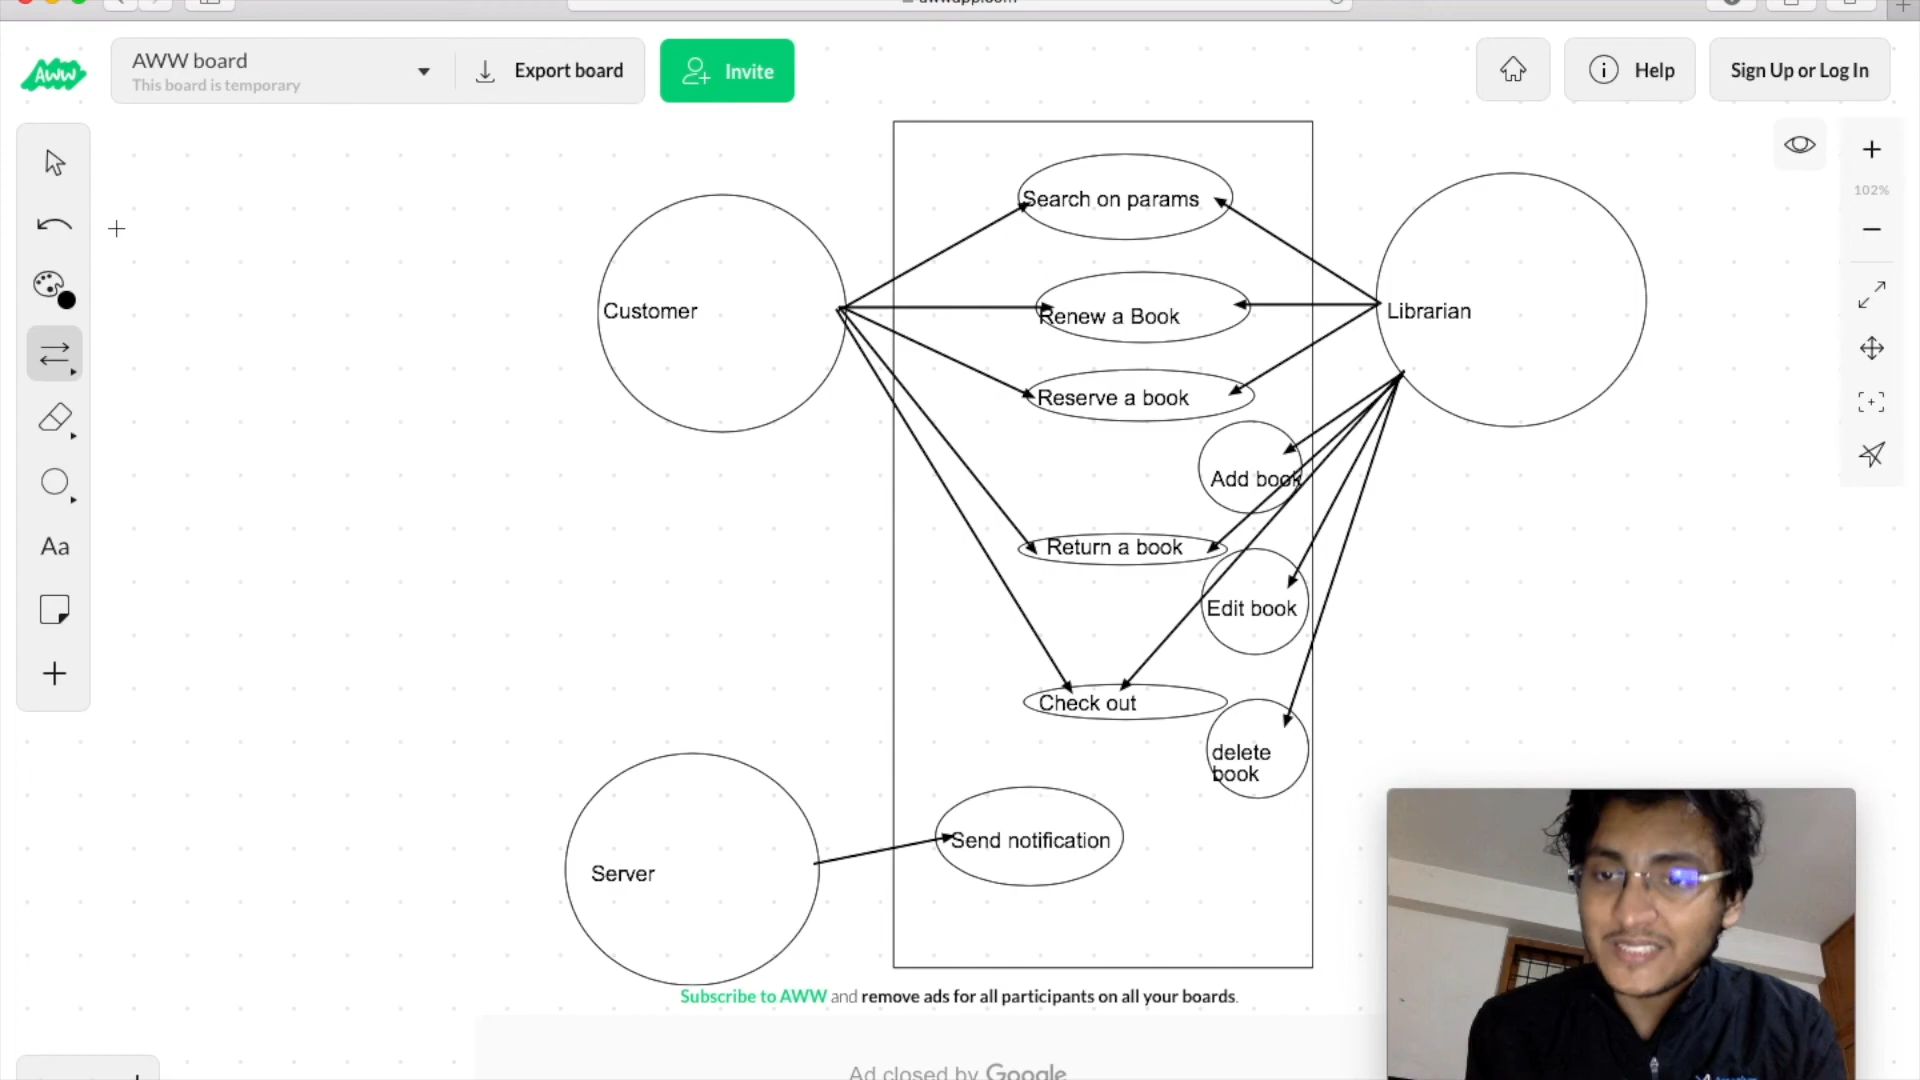 AWW
AWW board
This board is temporary
Export board
Invite
Help
Sign Up or Log In
102%
Search on params
Customer
Renew a Book
Librarian
Reserve a book
Add book
Return a book
Edit book
Check out
delete
book
Send notification
Server
Aa
Subscribe to AWW and remove ads for all participants on all your boards.
Ad closed by Google